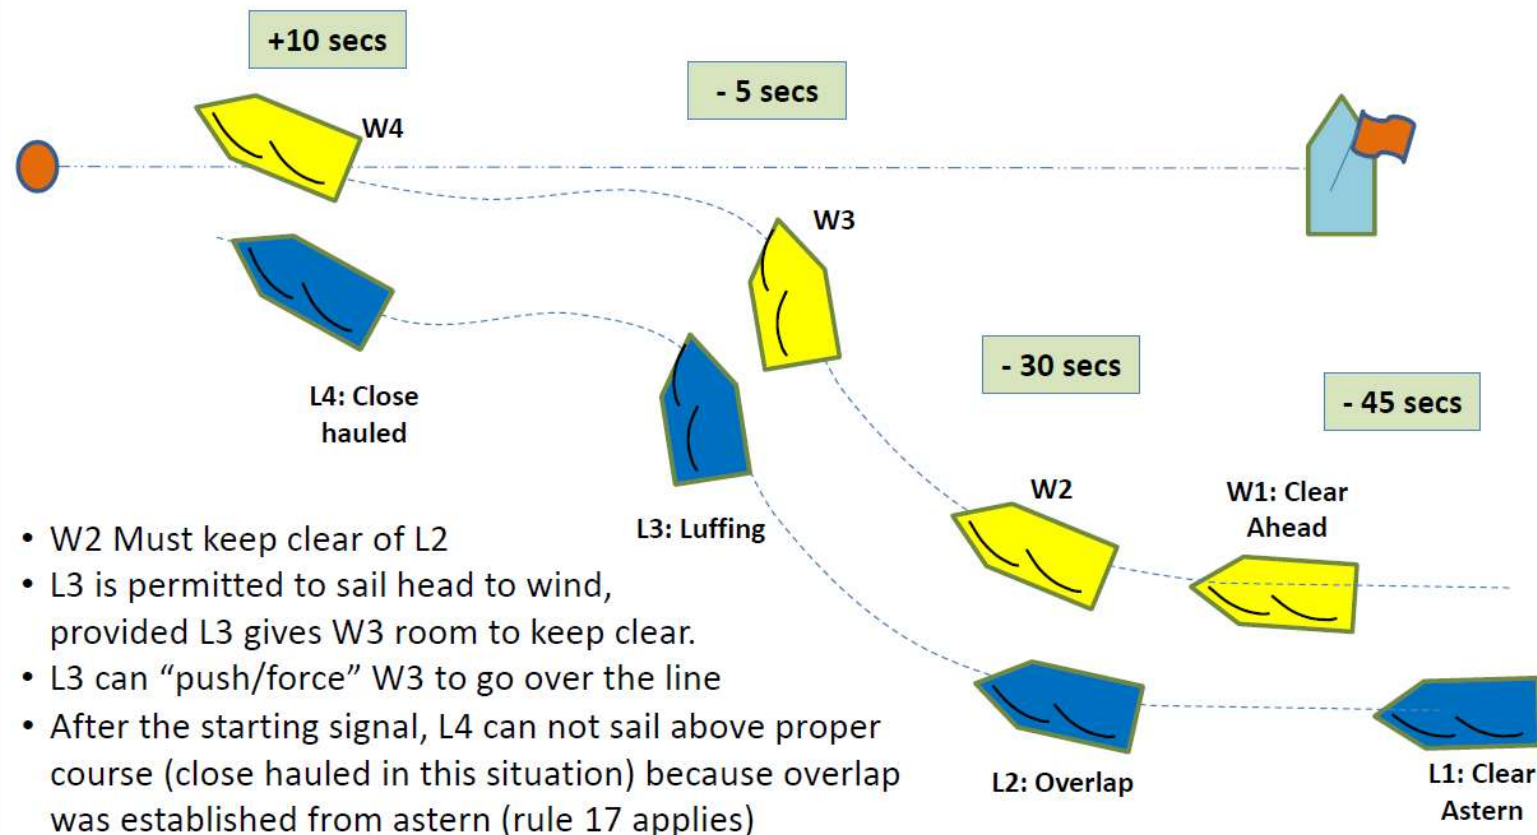 +10 secs
- 5 secs
W4
W3
- 30 secs
- 45 secs
L4: Close
hauled
W2
W1: Clear
Ahead
L3: Luffing
• W2 Must keep clear of L2
• L3 is permitted to sail head to wind,
provided L3 gives W3 room to keep clear.
• L3 can “push/force” W3 to go over the line
• After the starting signal, L4 can not sail above proper
course (close hauled in this situation) because overlap
was established from astern (rule 17 applies)
L2: Overlap
L1: Clear
Astern